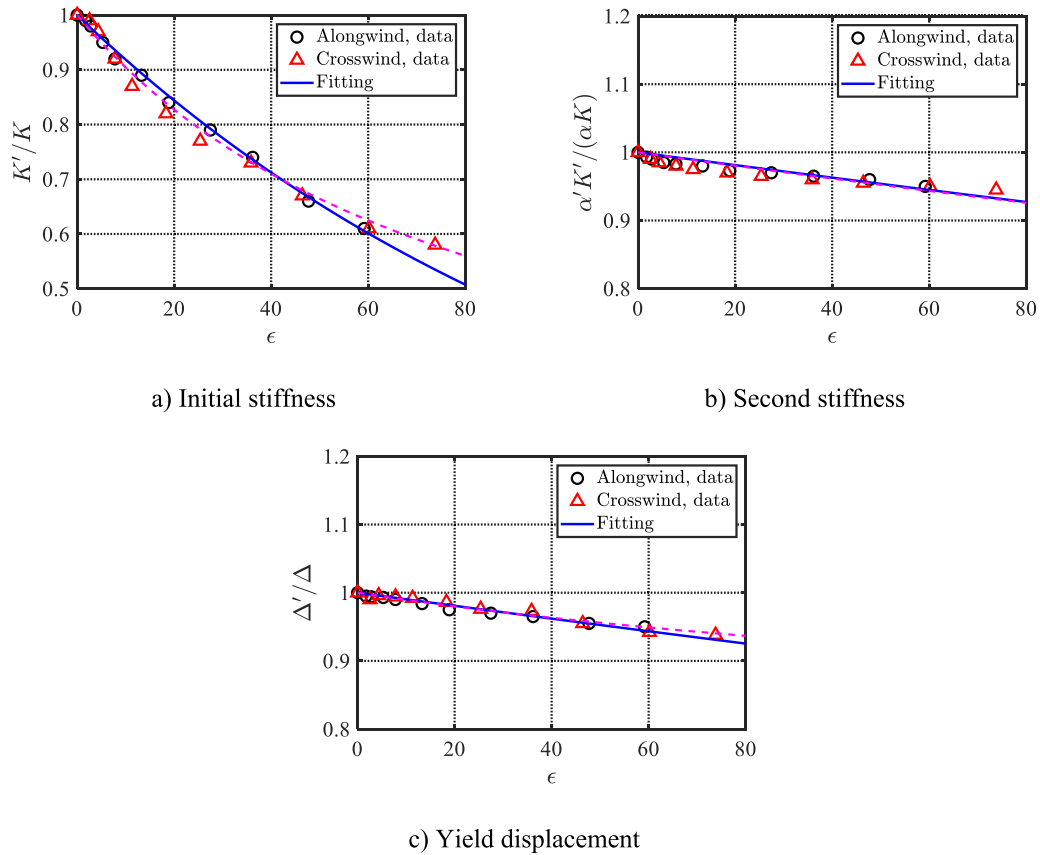 1
0.9
0.8
0.7
0.6
0.5
0 20 40 60 80
K′/K
ϵ
Alongwind, data
Crosswind, data
Fitting
a) Initial stiffness
1.2
1.1
1
0.9
0.8
0 20 40 60 80
α′K′/(αK)
ϵ
Alongwind, data
Crosswind, data
Fitting
b) Second stiffness
1.2
1.1
1
0.9
0.8
0 20 40 60 80
Δ′/Δ
ϵ
Alongwind, data
Crosswind, data
Fitting
c) Yield displacement